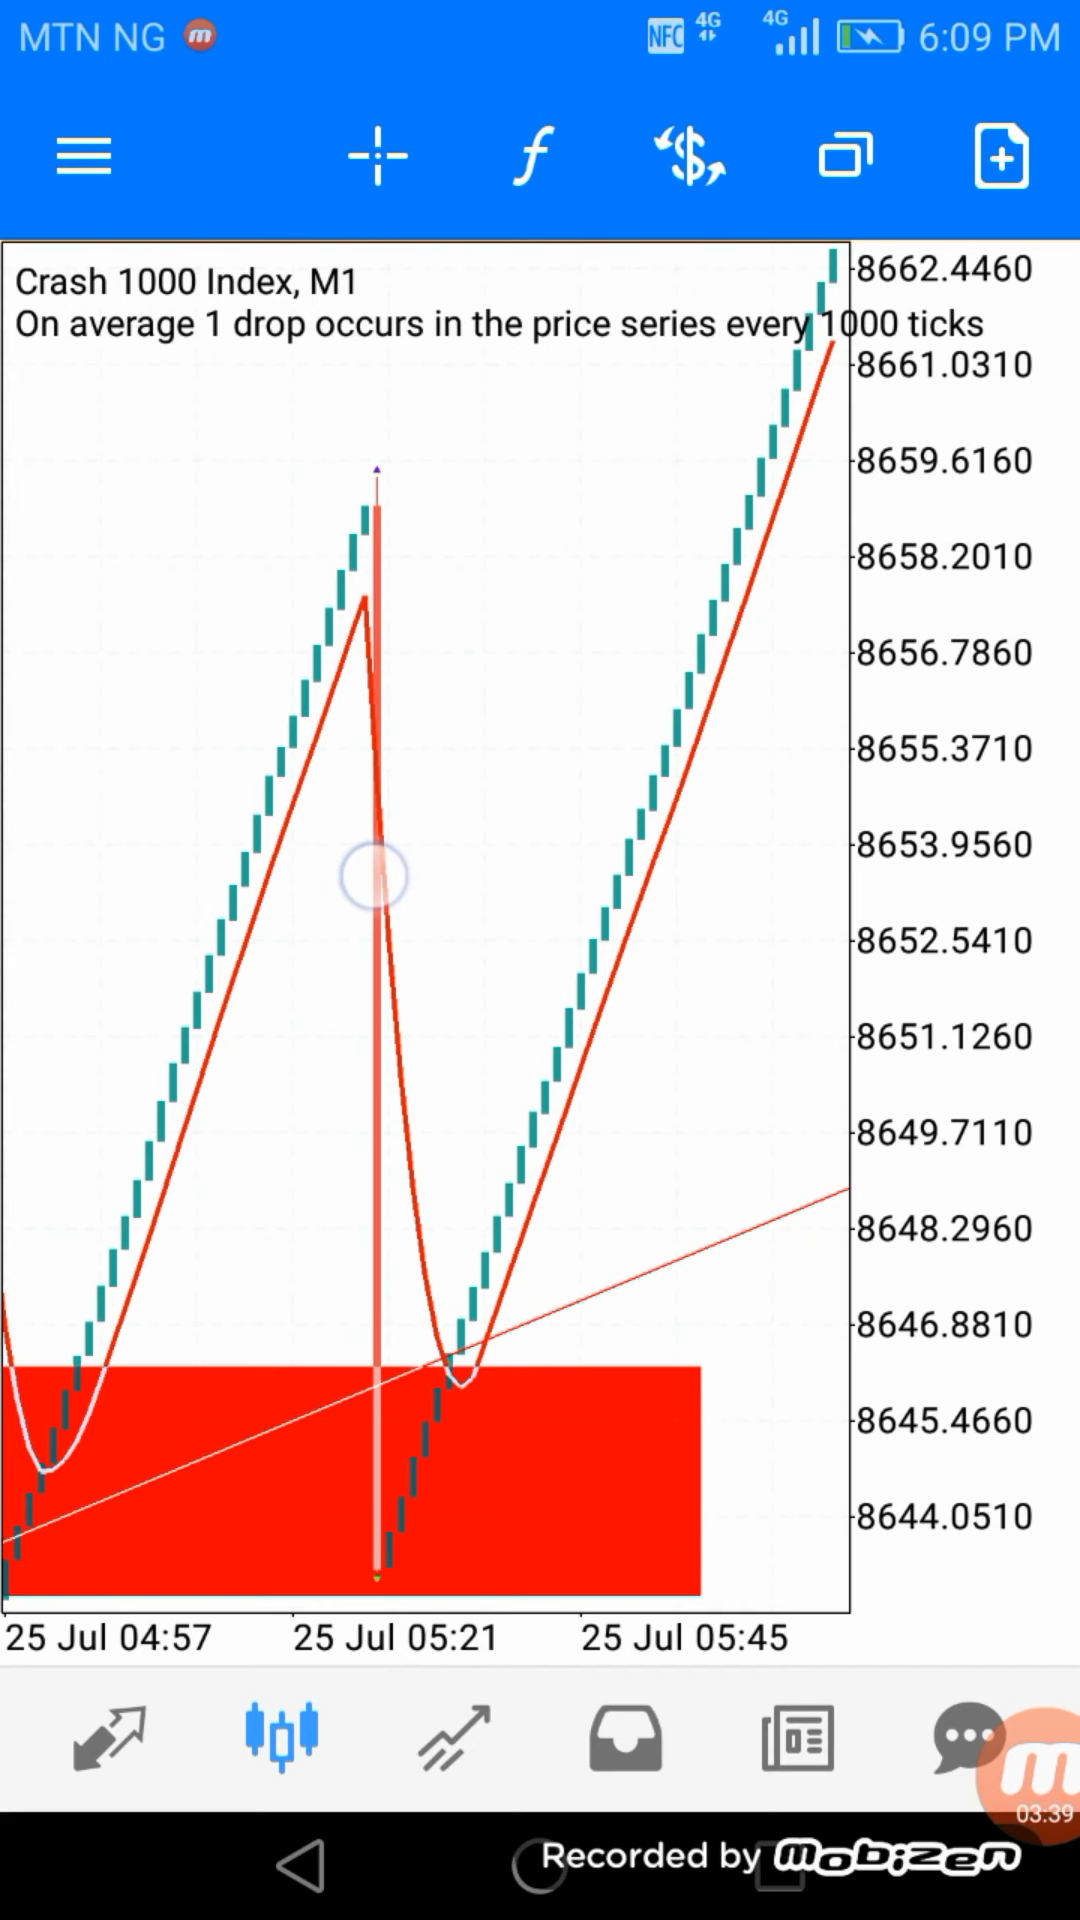 MTN NG m NFC 4G 4G 6:09 PM
f $
Crash 1000 Index, M1
On average 1 drop occurs in the price series every 1000 ticks
8662.4460
8661.0310
8659.6160
8658.2010
8656.7860
8655.3710
8653.9560
8652.5410
8651.1260
8649.7110
8648.2960
8646.8810
8645.4660
8644.0510
25 Jul 04:57 25 Jul 05:21 25 Jul 05:45
m
03:39
Recorded by mobizen